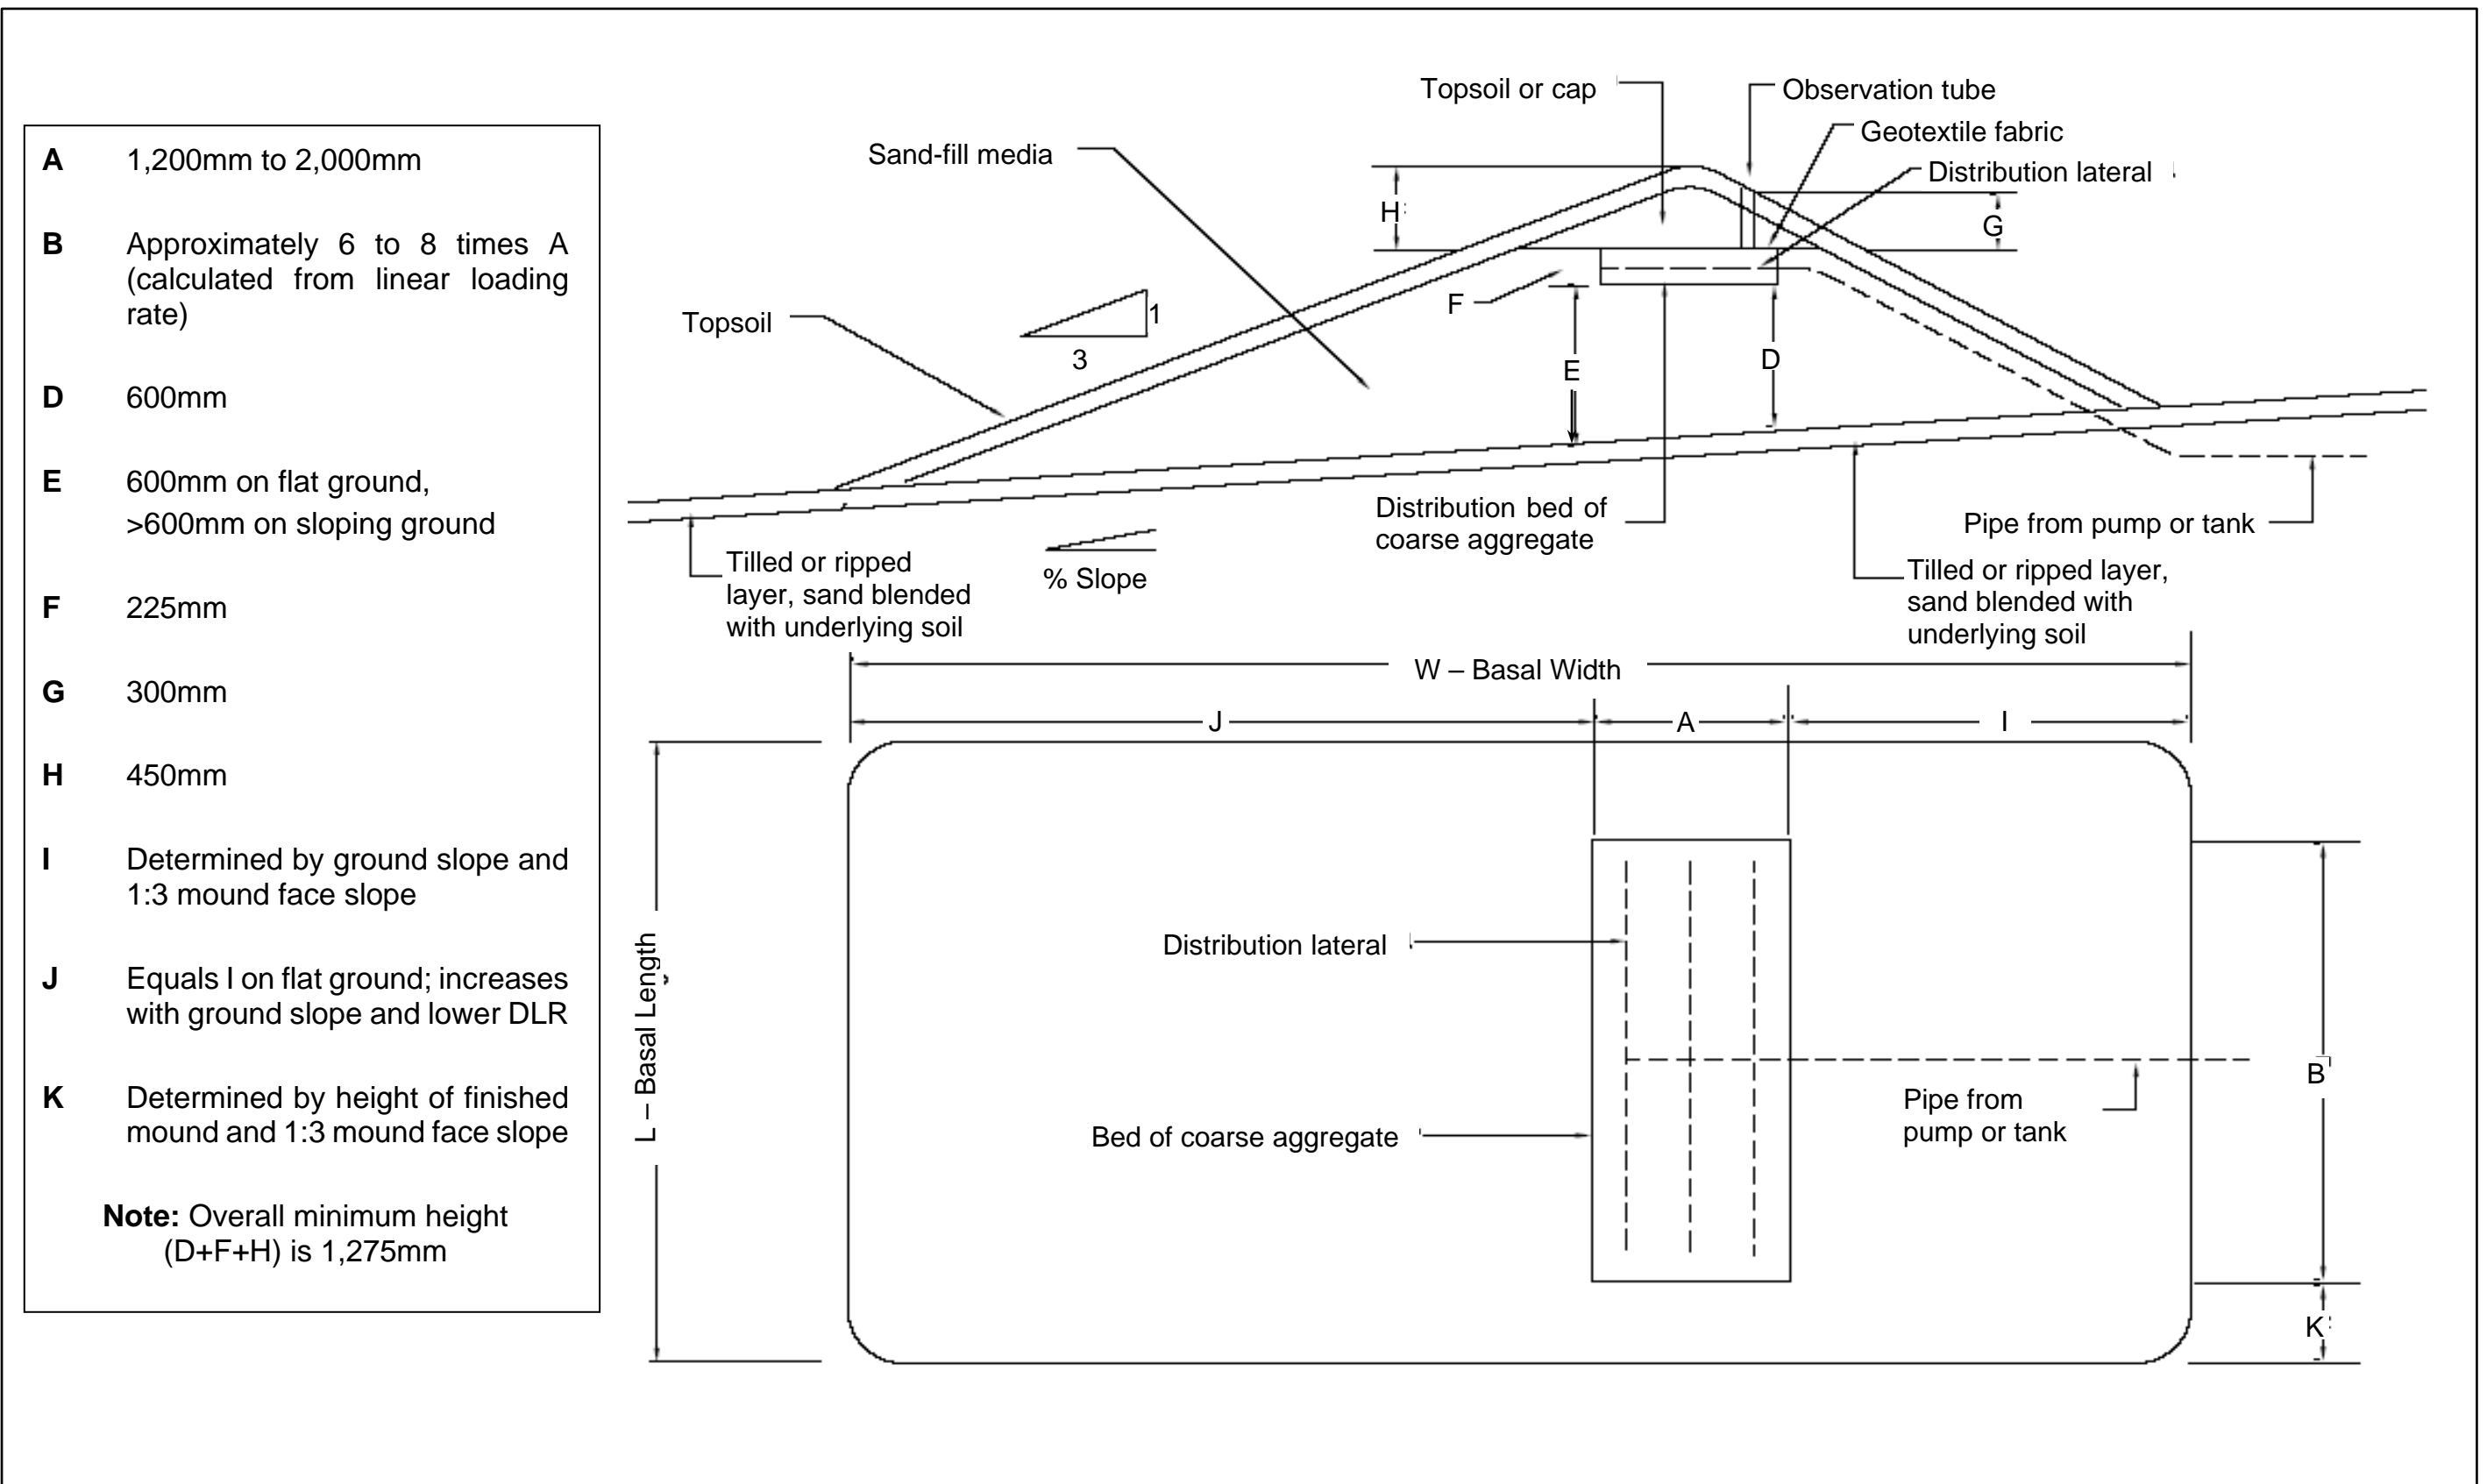 A 1,200mm to 2,000mm
B Approximately 6 to 8 times A
(calculated from linear loading
rate)
D 600mm
E 600mm on flat ground,
>600mm on sloping ground
F 225mm
G 300mm
H 450mm
I Determined by ground slope and
1:3 mound face slope
J Equals I on flat ground; increases
with ground slope and lower DLR
K Determined by height of finished
mound and 1:3 mound face slope
Note: Overall minimum height
(D+F+H) is 1,275mm
Topsoil or cap
Observation tube
Geotextile fabric
Distribution lateral
Sand-fill media
H
G
F
Topsoil
1
3
E
D
Distribution bed of
coarse aggregate
Pipe from pump or tank
Tilled or ripped
layer, sand blended
with underlying soil
% Slope
Tilled or ripped layer,
sand blended with
underlying soil
W – Basal Width
J
A
I
L – Basal Length
Distribution lateral
Bed of coarse aggregate
Pipe from
pump or tank
B
K